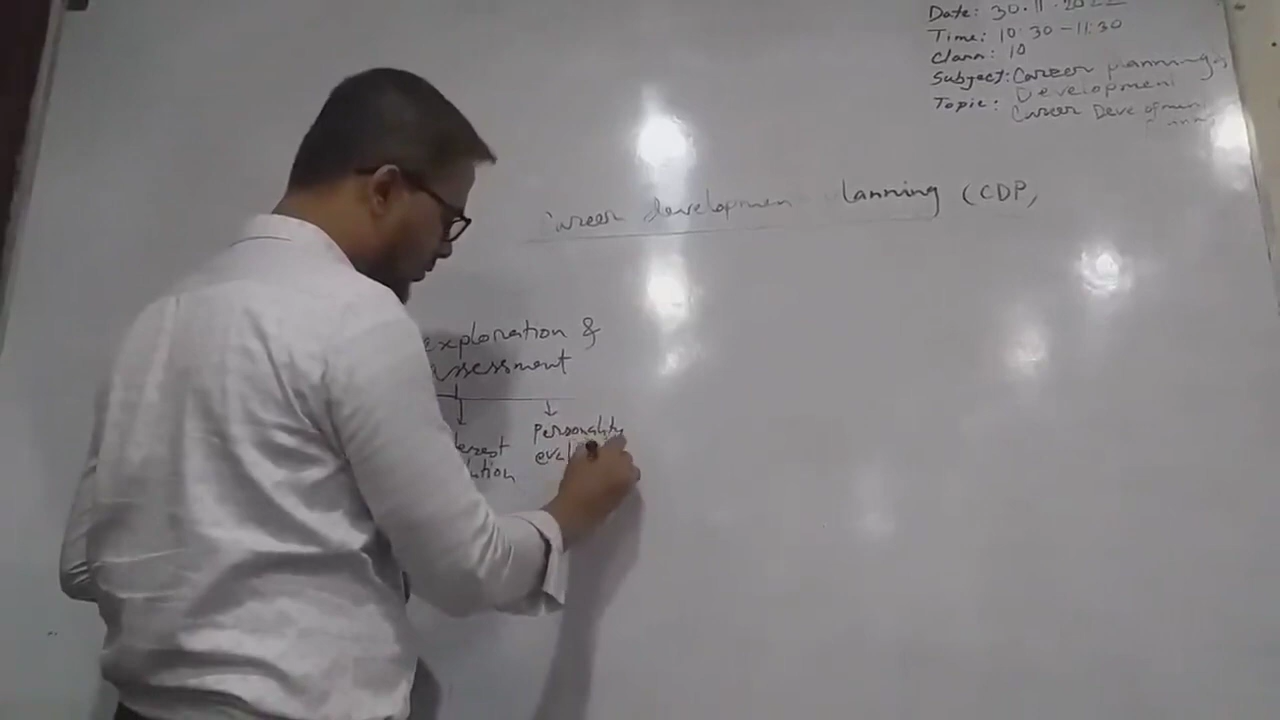 Date: 30.11.2022
Time: 10:30-11:30
Class: 10
Subject: Career planning &
Development
Topic: Career Development
Career development Planning (CDP)
exploration &
assessment
Personality